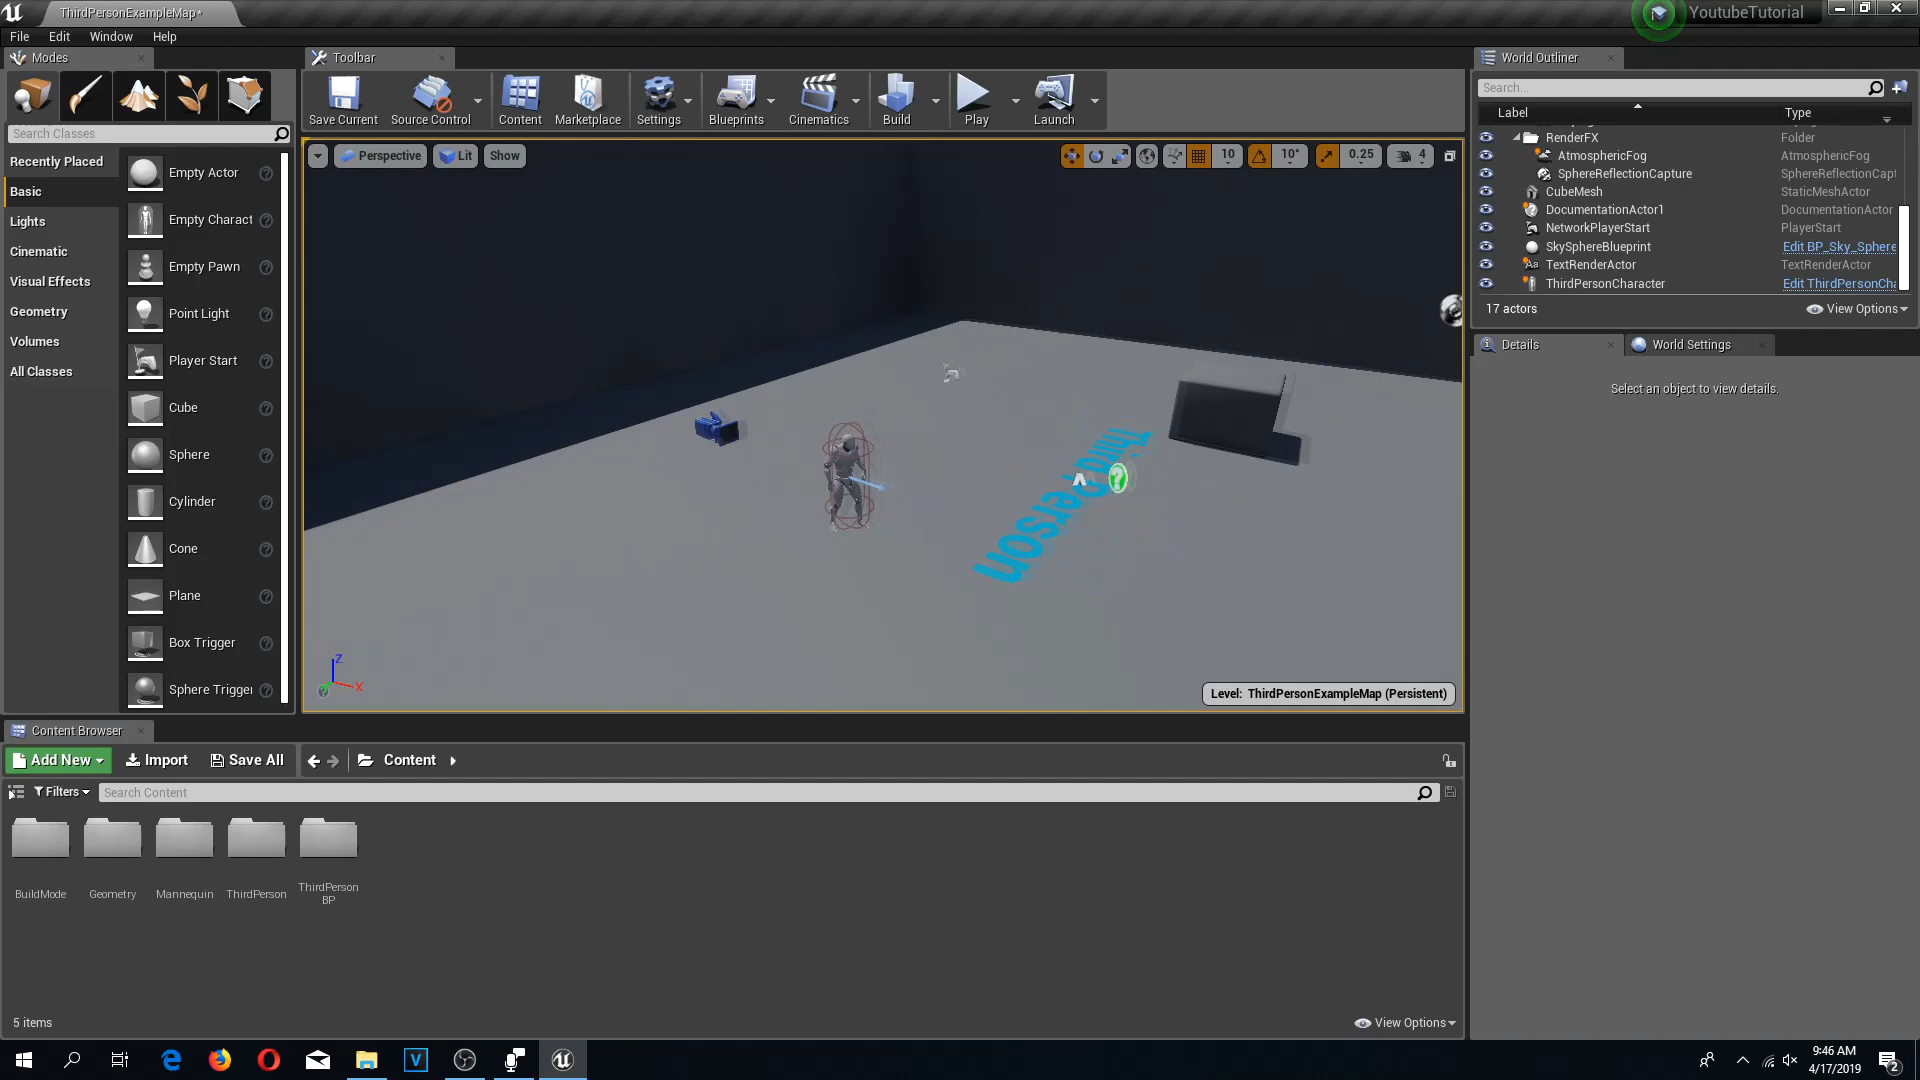 ThirdPersonExampleMap*
YoutubeTutorial
File Edit Window Help
Modes
Toolbar
World Outliner
Save Current
Source Control
Content
Marketplace
Settings
Blueprints
Cinematics
Build
Play
Launch
Search...
Label Type
Search Classes
Recently Placed
Basic
Lights
Cinematic
Visual Effects
Geometry
Volumes
All Classes
Empty Actor
Empty Charact
Empty Pawn
Point Light
Player Start
Cube
Sphere
Cylinder
Cone
Plane
Box Trigger
Sphere Trigger
Perspective
Lit
Show
10
10°
0.25
4
ThirdPerson
Z
X
Level: ThirdPersonExampleMap (Persistent)
RenderFX Folder
AtmosphericFog AtmosphericFog
SphereReflectionCapture SphereReflectionCapt
CubeMesh StaticMeshActor
DocumentationActor1 DocumentationActor
NetworkPlayerStart PlayerStart
SkySphereBlueprint Edit BP_Sky_Sphere
Aa TextRenderActor TextRenderActor
ThirdPersonCharacter Edit ThirdPersonCha
17 actors
View Options
Details
World Settings
Select an object to view details.
Content Browser
Add New
Import
Save All
Content
Filters
Search Content
BuildMode
Geometry
Mannequin
ThirdPerson
ThirdPerson
BP
5 items
View Options
V
9:46 AM
4/17/2019
2